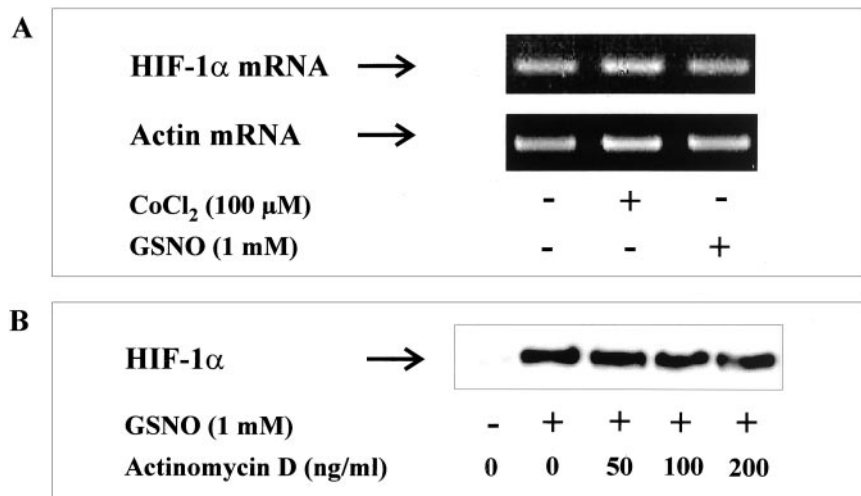 A
HIF-1α mRNA
Actin mRNA
CoCl₂ (100 μM) - + -
GSNO (1 mM) - - +
B
HIF-1α
GSNO (1 mM) - + + + +
Actinomycin D (ng/ml) 0 0 50 100 200